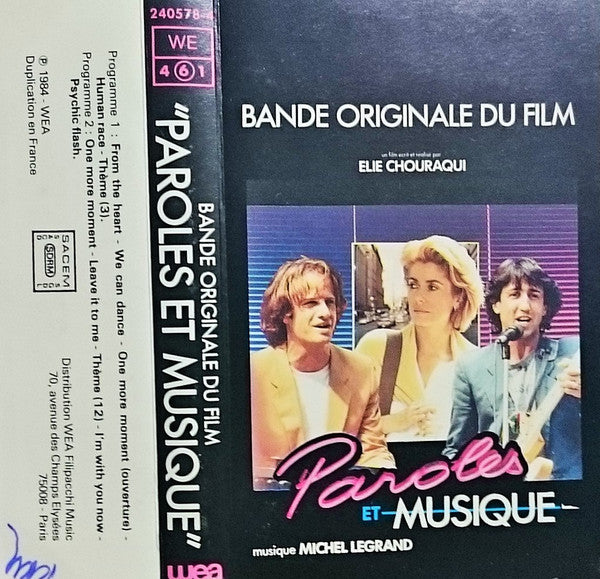 Programme 1 : From the heart - We can dance - One more moment (ouverture) -
Human race - Thème (3).
Programme 2 : One more moment - Leave it to me - Thème (12) - I'm with you now -
Psychic flash.
℗ 1984 - WEA
Duplication en France
SACEM
SDRM
Distribution WEA Filipacchi Music
70, avenue des Champs Elysées
75008 - Paris
240578-4
WE
4 6 1
BANDE ORIGINALE DU FILM
"PAROLES ET MUSIQUE"
wea
BANDE ORIGINALE DU FILM
un film écrit et réalisé par
ELIE CHOURAQUI
Paroles
ET MUSIQUE
musique MICHEL LEGRAND